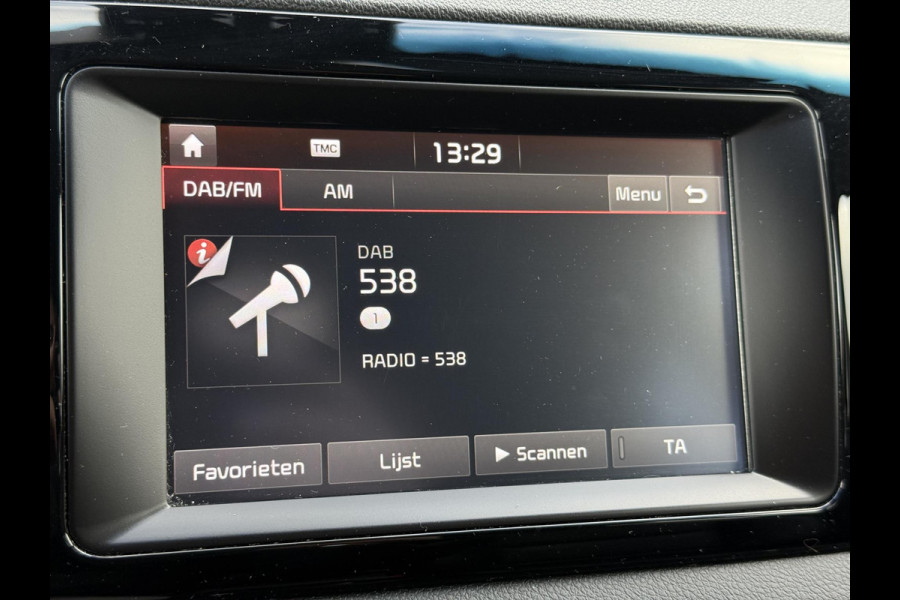 TMC
13:29
DAB/FM AM Menu
i
DAB
538
1
RADIO = 538
Favorieten Lijst Scannen TA